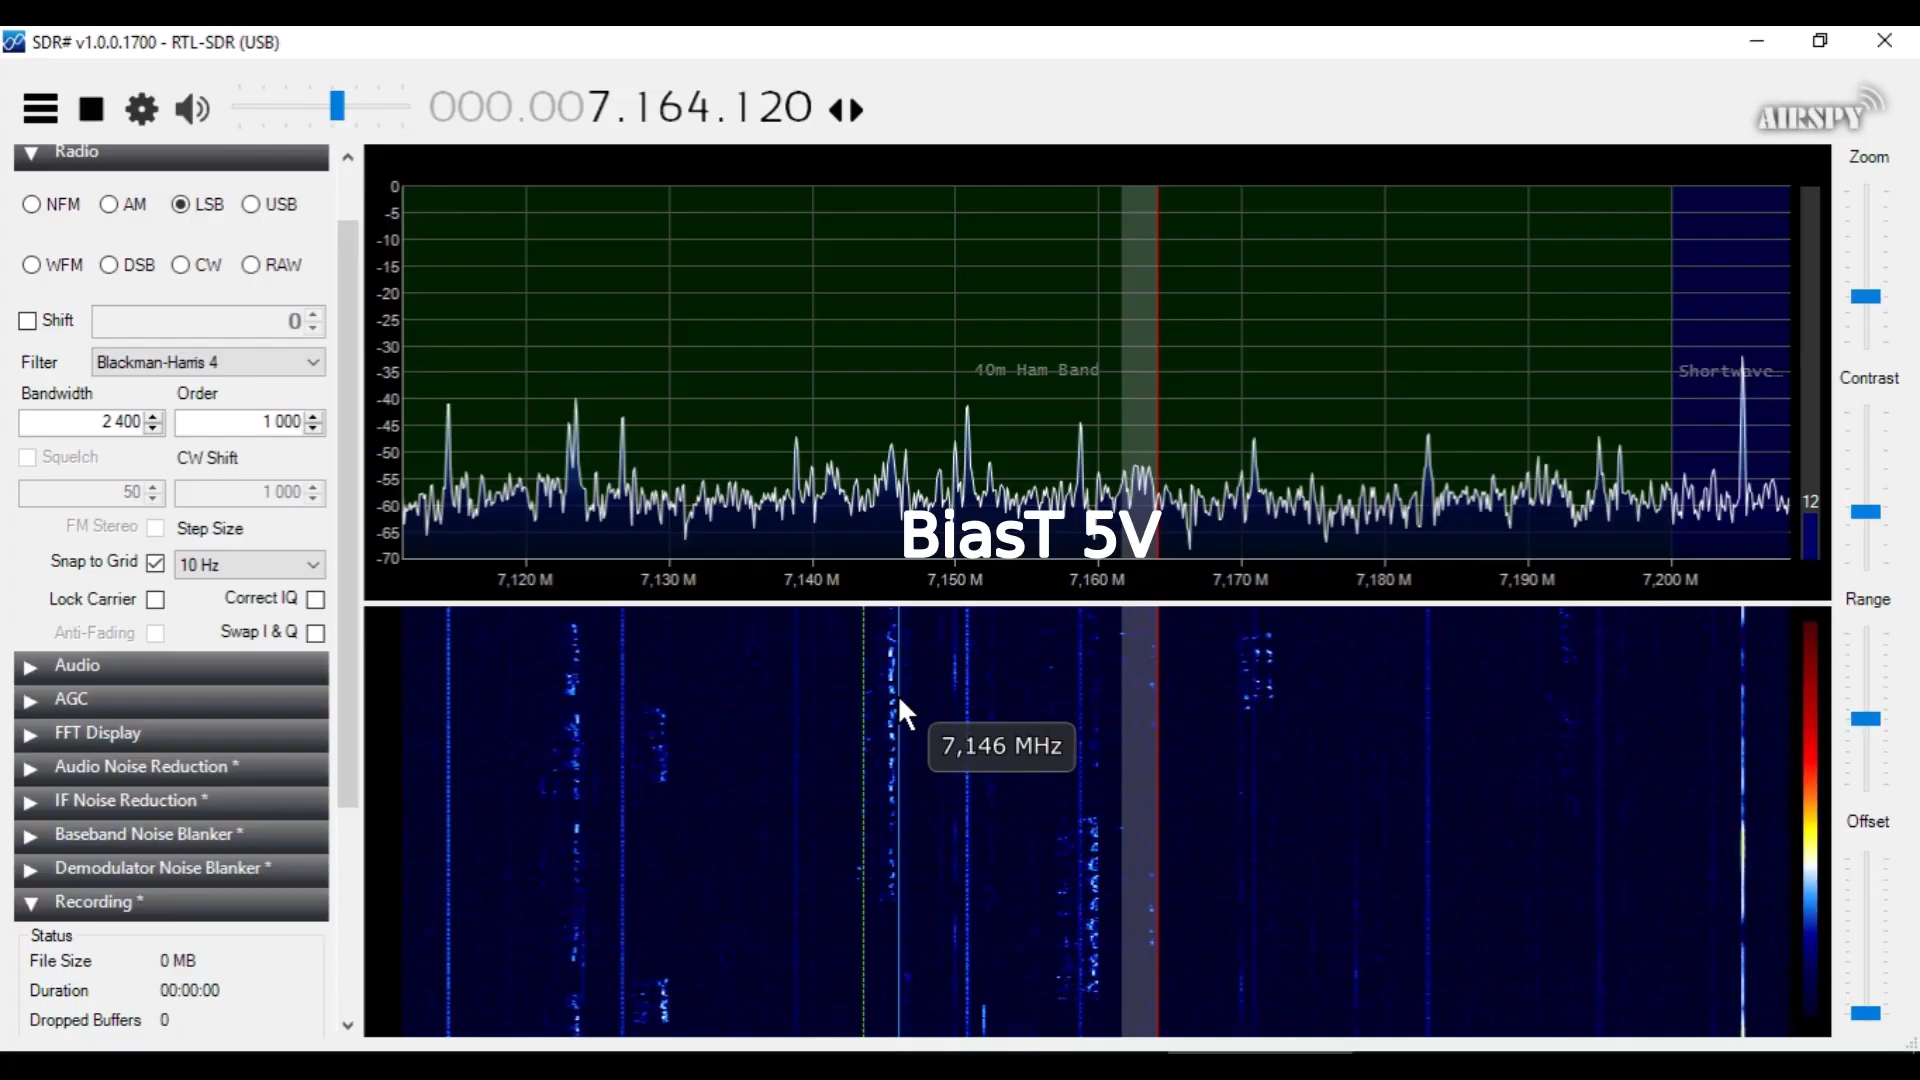 SDR# v1.0.0.1700 - RTL-SDR (USB)
000.007.164.120
AIRSPY
Radio
NFM AM LSB USB
WFM DSB CW RAW
Shift 0
Filter Blackman-Harris 4
Bandwidth Order
2 400 1 000
Squelch CW Shift
50 1 000
FM Stereo Step Size
Snap to Grid 10 Hz
Lock Carrier Correct IQ
Anti-Fading Swap I & Q
Audio
AGC
FFT Display
Audio Noise Reduction *
IF Noise Reduction *
Baseband Noise Blanker *
Demodulator Noise Blanker *
Recording *
Status
File Size 0 MB
Duration 00:00:00
Dropped Buffers 0
0
-5
-10
-15
-20
-25
-30
-35
-40
-45
-50
-55
-60
-65
-70
40m Ham Band
Shortwave…
12
BiasT 5V
7,120 M 7,130 M 7,140 M 7,150 M 7,160 M 7,170 M 7,180 M 7,190 M 7,200 M
7,146 MHz
Zoom
Contrast
Range
Offset